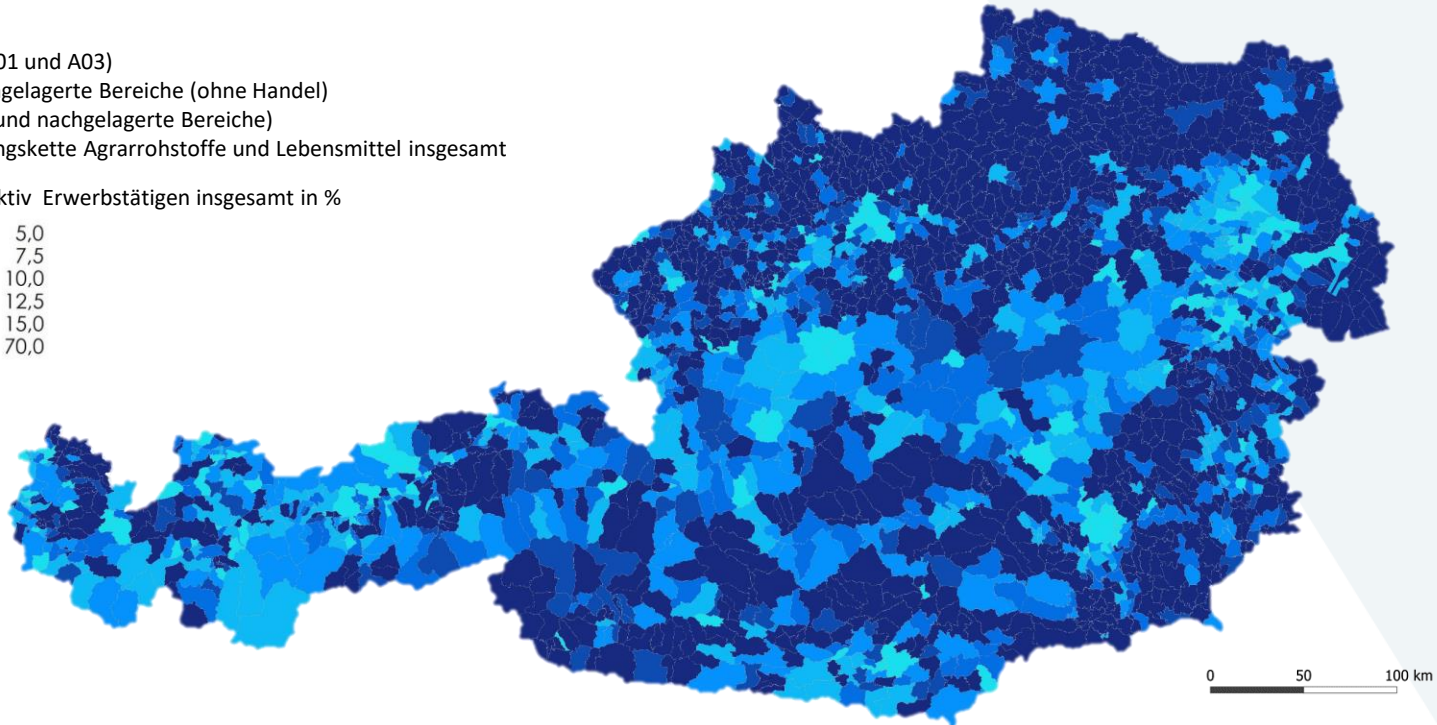 01 und A03)
gelagerte Bereiche (ohne Handel)
und nachgelagerte Bereiche)
ngskette Agrarrohstoffe und Lebensmittel insgesamt
ktiv Erwerbstätigen insgesamt in %
5,0
7,5
10,0
12,5
15,0
70,0
0 50 100 km